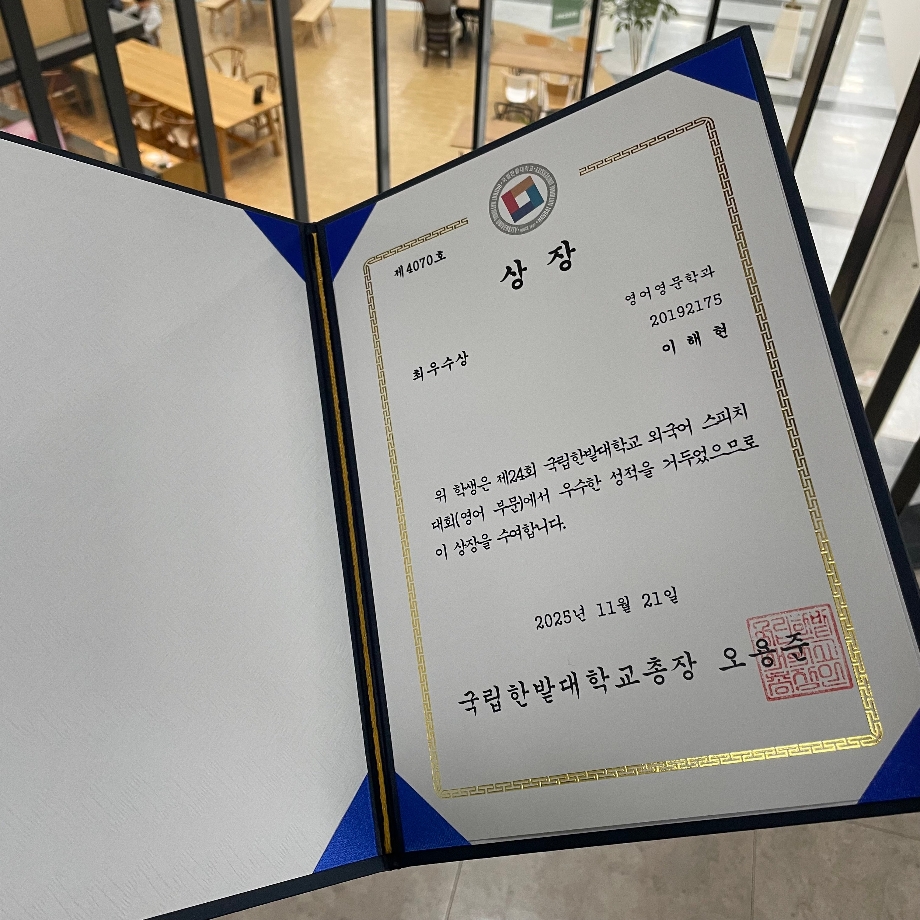 제4070호
상 장
영어영문학과
20192175
이 해 현
최우수상
위 학생은 제24회 국립한밭대학교 외국어 스피치
대회(영어 부문)에서 우수한 성적을 거두었으므로
이 상장을 수여합니다.
2025년 11월 21일
국립한밭대학교총장 오용준